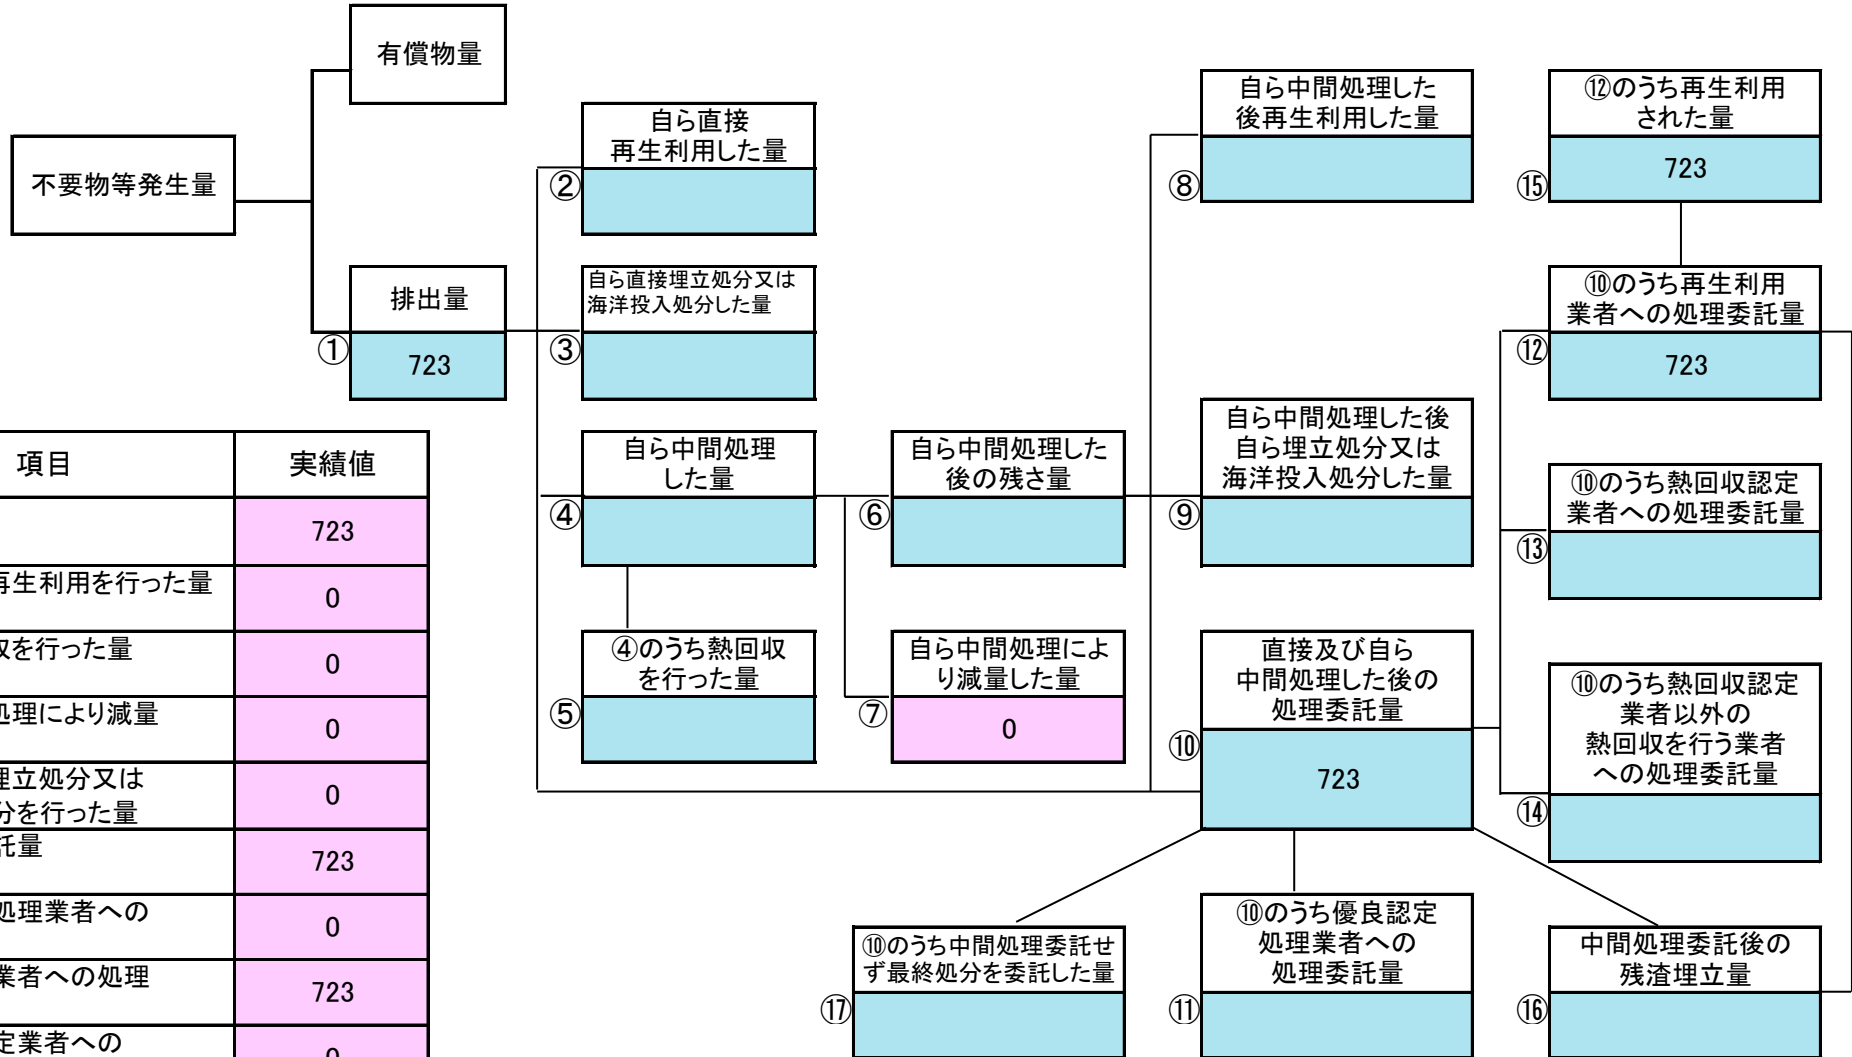 有償物量
不要物等発生量
排出量
①
723
自ら直接
再生利用した量
②
自ら直接埋立処分又は
海洋投入処分した量
③
自ら中間処理
した量
④
④のうち熱回収
を行った量
⑤
自ら中間処理した
後の残さ量
⑥
自ら中間処理によ
り減量した量
⑦
0
自ら中間処理した
後再生利用した量
⑧
自ら中間処理した後
自ら埋立処分又は
海洋投入処分した量
⑨
直接及び自ら
中間処理した後の
処理委託量
⑩
723
⑫のうち再生利用
された量
⑮
723
⑩のうち再生利用
業者への処理委託量
⑫
723
⑩のうち熱回収認定
業者への処理委託量
⑬
⑩のうち熱回収認定
業者以外の
熱回収を行う業者
への処理委託量
⑭
⑩のうち中間処理委託せ
ず最終処分を委託した量
⑰
⑩のうち優良認定
処理業者への
処理委託量
⑪
中間処理委託後の
残渣埋立量
⑯
項目 実績値
723
再生利用を行った量 0
を行った量 0
処理により減量 0
埋立処分又は
分を行った量 0
託量 723
処理業者への 0
業者への処理 723
定業者への 0